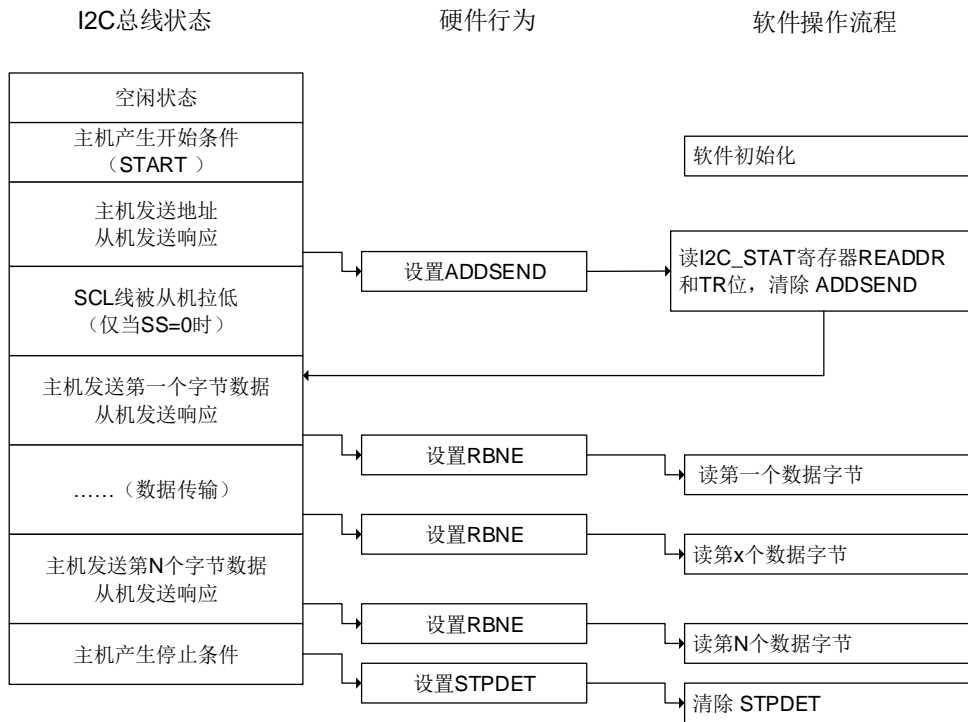 I2C总线状态
硬件行为
软件操作流程
空闲状态
主机产生开始条件
（START ）
软件初始化
主机发送地址
从机发送响应
设置ADDSEND
读I2C_STAT寄存器READDR
和TR位，清除 ADDSEND
SCL线被从机拉低
（仅当SS=0时）
主机发送第一个字节数据
从机发送响应
设置RBNE
读第一个数据字节
……（数据传输）
设置RBNE
读第x个数据字节
主机发送第N个字节数据
从机发送响应
设置RBNE
读第N个数据字节
主机产生停止条件
设置STPDET
清除 STPDET